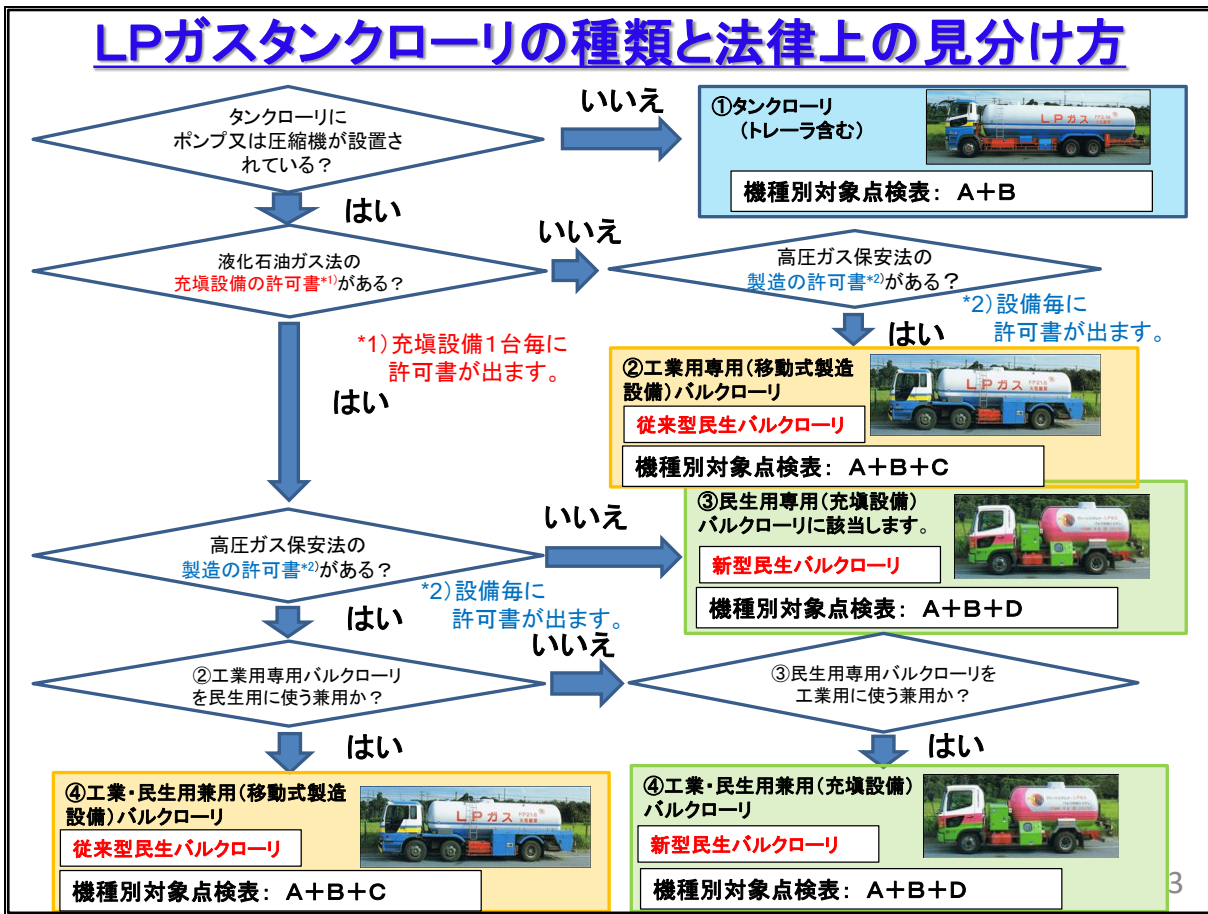 LPガスタンクローリの種類と法律上の見分け方
タンクローリに
ポンプ又は圧縮機が設置さ
れている？
いいえ
①タンクローリ
（トレーラ含む）
LPガス
機種別対象点検表： A＋B
はい
液化石油ガス法の
充塡設備の許可書*1)がある？
いいえ
高圧ガス保安法の
製造の許可書*2)がある？
*2）設備毎に
許可書が出ます。
はい
*1）充塡設備１台毎に
許可書が出ます。
はい
②工業用専用（移動式製造
設備）バルクローリ
LPガス
従来型民生バルクローリ
機種別対象点検表： A＋B＋C
高圧ガス保安法の
製造の許可書*2)がある？
いいえ
③民生用専用（充塡設備）
バルクローリに該当します。
新型民生バルクローリ
機種別対象点検表： A＋B＋D
*2）設備毎に
許可書が出ます。
はい
②工業用専用バルクローリ
を民生用に使う兼用か？
いいえ
③民生用専用バルクローリを
工業用に使う兼用か？
はい
はい
④工業・民生用兼用（移動式製造
設備）バルクローリ
LPガス
従来型民生バルクローリ
機種別対象点検表： A＋B＋C
④工業・民生用兼用（充塡設備）
バルクローリ
新型民生バルクローリ
機種別対象点検表： A＋B＋D
3